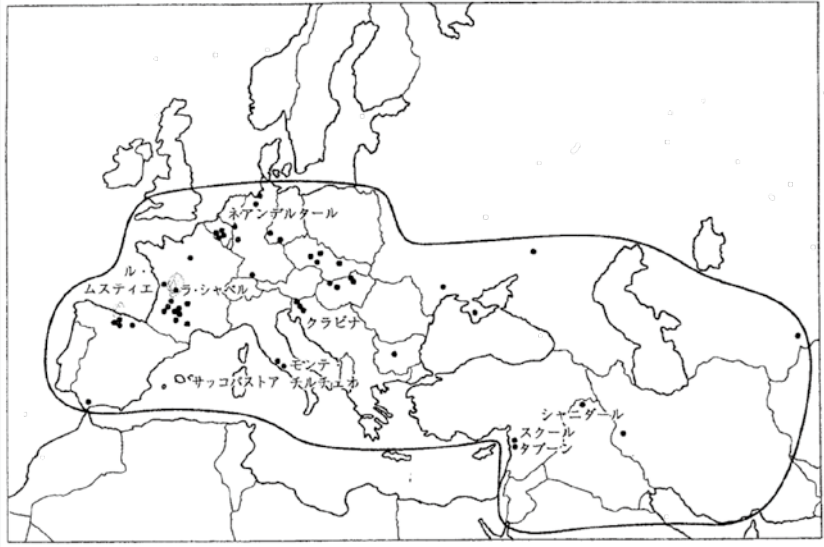 ネアンデルタール
ル・
ムスティエ
ラ・シャペル
クラピナ
モンテ・
サッコパストア
チルチェオ
シャニダール
スクール
タブーン